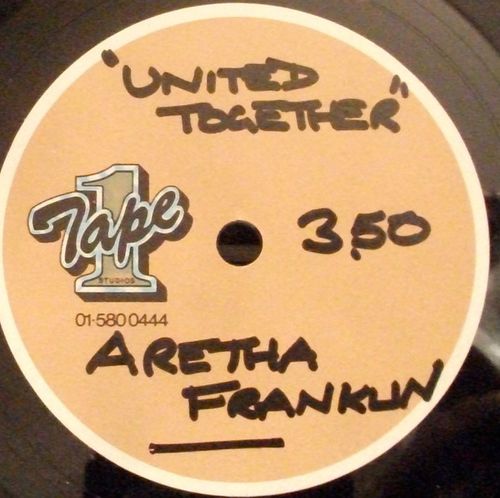 "UNITED
TOGETHER"
Tape 1
STUDIOS
3.50
01-580 0444
ARETHA
FRANKLIN